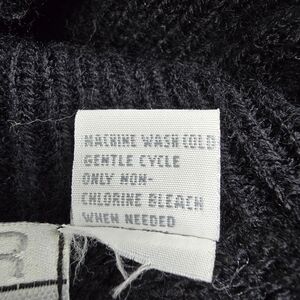 MACHINE WASH COLD
GENTLE CYCLE
ONLY NON-
CHLORINE BLEACH
WHEN NEEDED
R